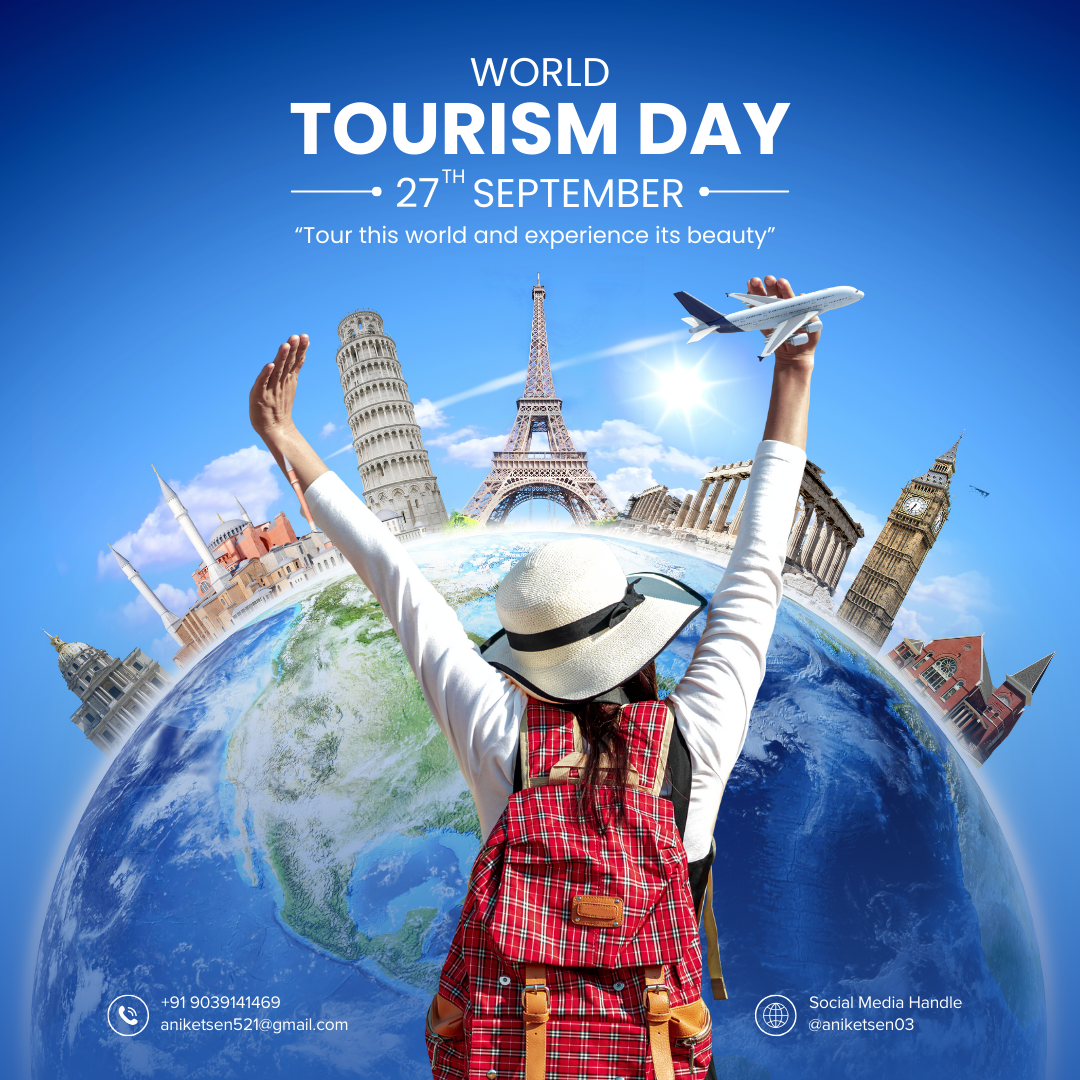 WORLD
TOURISM DAY
27TH SEPTEMBER
“Tour this world and experience its beauty”
+91 9039141469
aniketsen521@gmail.com
Social Media Handle
@aniketsen03